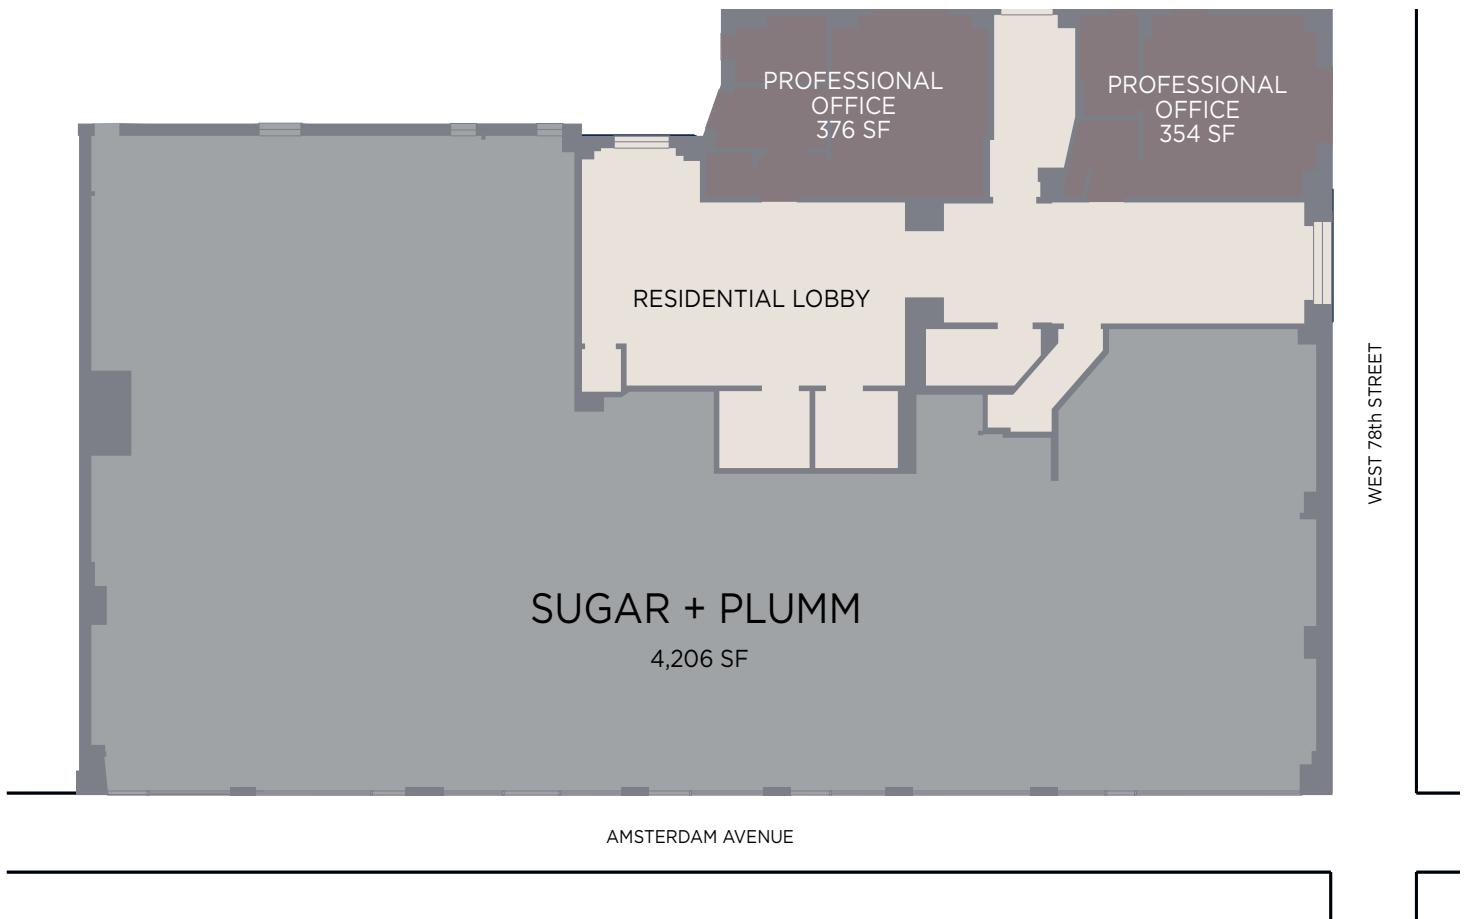 PROFESSIONAL
OFFICE
376 SF
PROFESSIONAL
OFFICE
354 SF
RESIDENTIAL LOBBY
WEST 78th STREET
SUGAR + PLUMM
4,206 SF
AMSTERDAM AVENUE